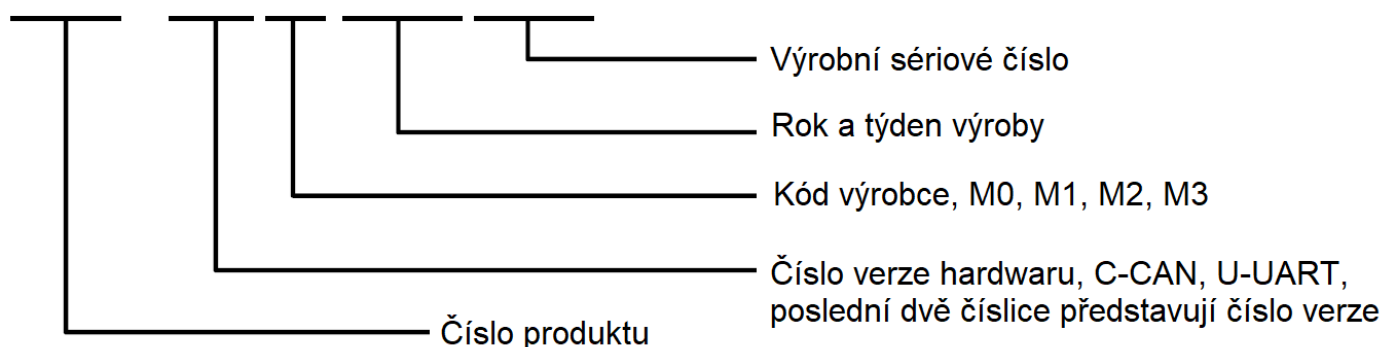 Výrobní sériové číslo
Rok a týden výroby
Kód výrobce, M0, M1, M2, M3
Číslo verze hardwaru, C-CAN, U-UART,
poslední dvě číslice představují číslo verze
Číslo produktu